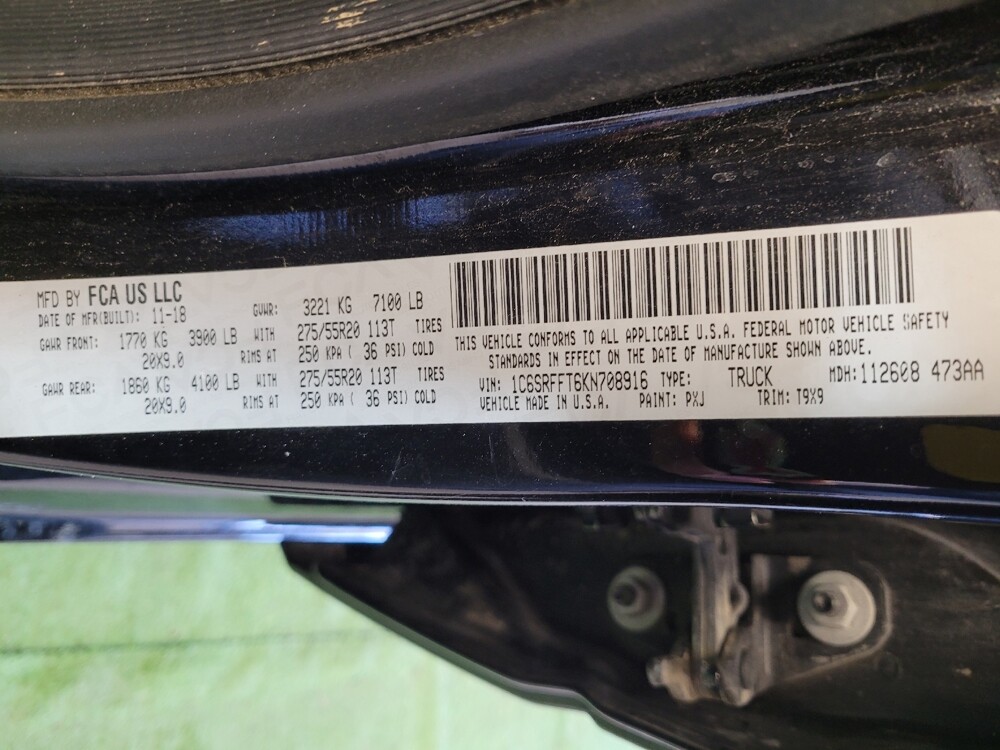 MFD BY FCA US LLC
DATE OF MFR(BUILT): 11-18 GVWR: 3221 KG 7100 LB
GAWR FRONT: 1770 KG 3900 LB WITH 275/55R20 113T TIRES
20X9.0 RIMS AT 250 KPA ( 36 PSI) COLD
GAWR REAR: 1860 KG 4100 LB WITH 275/55R20 113T TIRES
20X9.0 RIMS AT 250 KPA ( 36 PSI) COLD
THIS VEHICLE CONFORMS TO ALL APPLICABLE U.S.A. FEDERAL MOTOR VEHICLE SAFETY
STANDARDS IN EFFECT ON THE DATE OF MANUFACTURE SHOWN ABOVE.
VIN: 1C6SRFFT6KN708916 TYPE: TRUCK MDH:112608 473AA
VEHICLE MADE IN U.S.A. PAINT: PXJ TRIM: T9X9